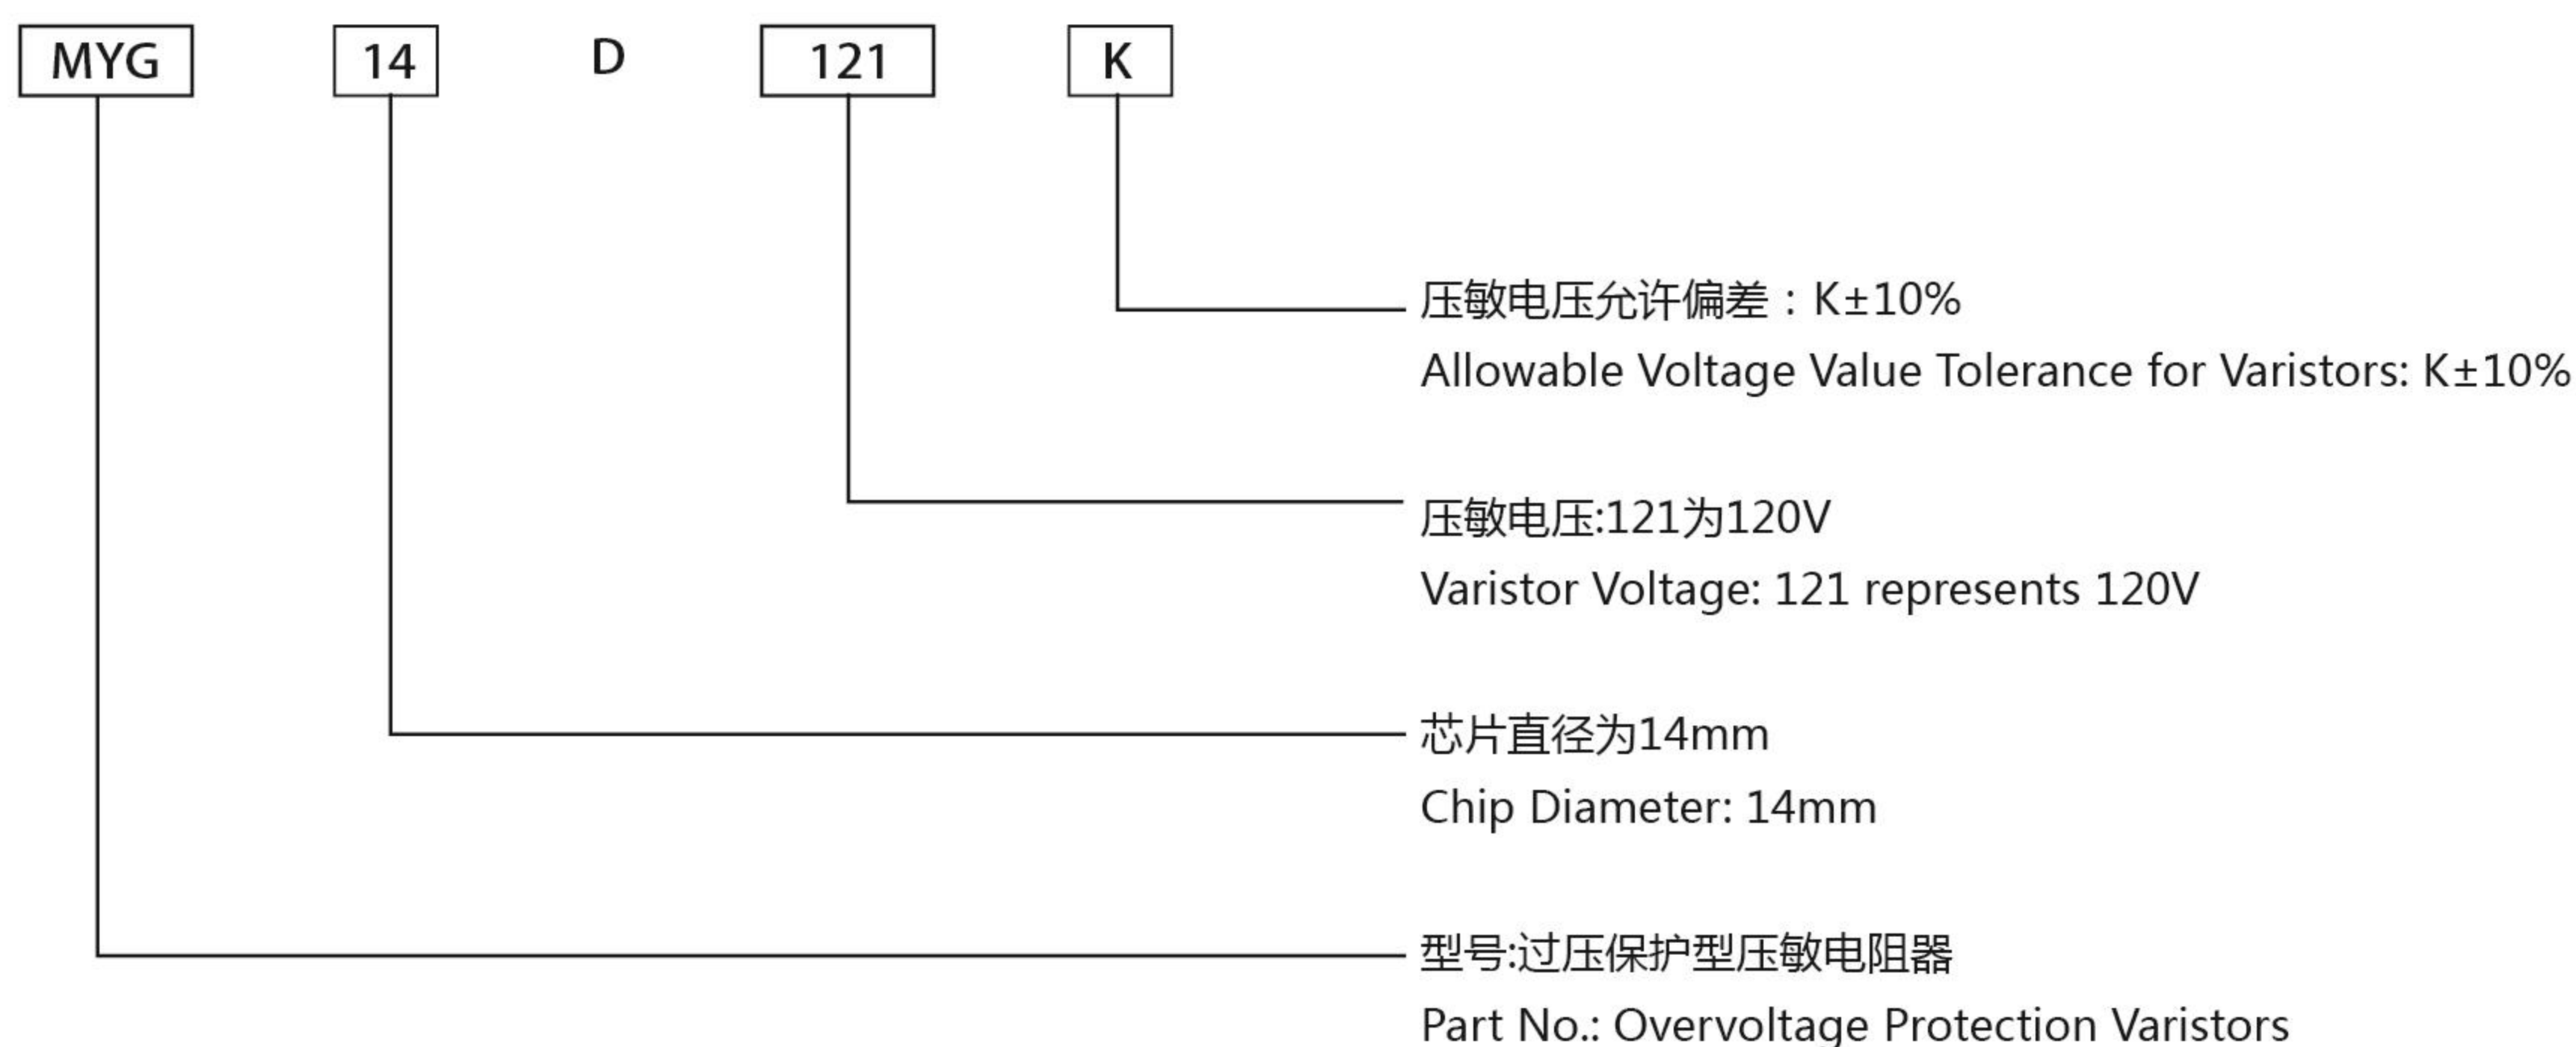 MYG 14 D 121 K
压敏电压允许偏差：K±10%
Allowable Voltage Value Tolerance for Varistors: K±10%
压敏电压:121为120V
Varistor Voltage: 121 represents 120V
芯片直径为14mm
Chip Diameter: 14mm
型号:过压保护型压敏电阻器
Part No.: Overvoltage Protection Varistors